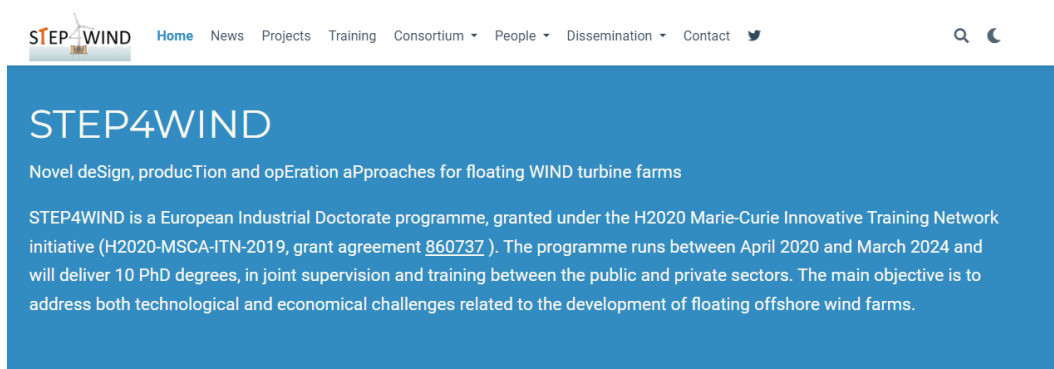 STEP4WIND
Home News Projects Training Consortium People Dissemination Contact
STEP4WIND
Novel deSign, producTion and opEration aPproaches for floating WIND turbine farms
STEP4WIND is a European Industrial Doctorate programme, granted under the H2020 Marie-Curie Innovative Training Network
initiative (H2020-MSCA-ITN-2019, grant agreement 860737 ). The programme runs between April 2020 and March 2024 and
will deliver 10 PhD degrees, in joint supervision and training between the public and private sectors. The main objective is to
address both technological and economical challenges related to the development of floating offshore wind farms.